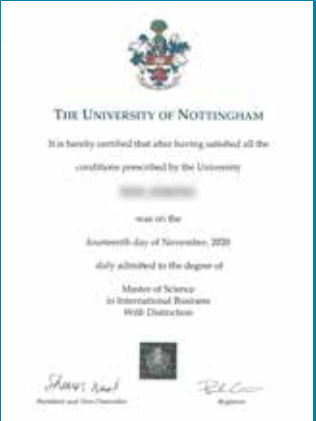 THE UNIVERSITY OF NOTTINGHAM
It is hereby certified that after having satisfied all the
conditions prescribed by the University
was on the
fourteenth day of November, 2020
duly admitted to the degree of
Master of Science
in International Business
With Distinction
President and Vice-Chancellor
Registrar